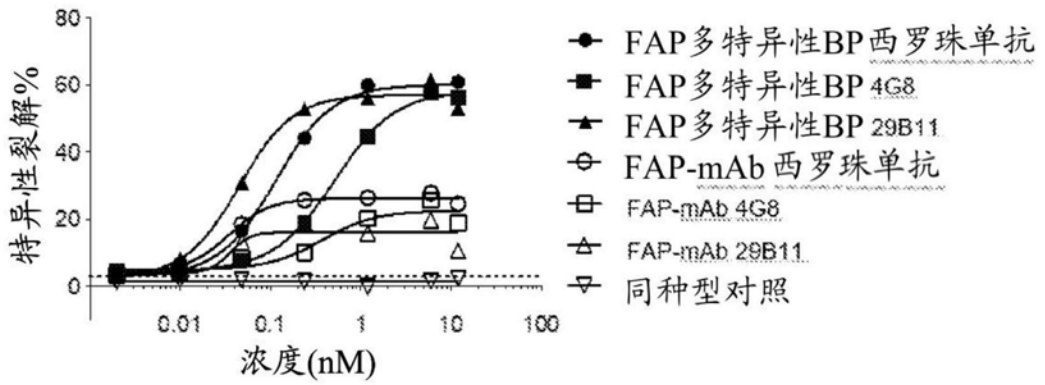 特异性裂解%
80
60
40
20
0
0.01 0.1 1 10 100
浓度(nM)
FAP多特异性BP西罗珠单抗
FAP多特异性BP 4G8
FAP多特异性BP 29B11
FAP-mAb 西罗珠单抗
FAP-mAb 4G8
FAP-mAb 29B11
同种型对照